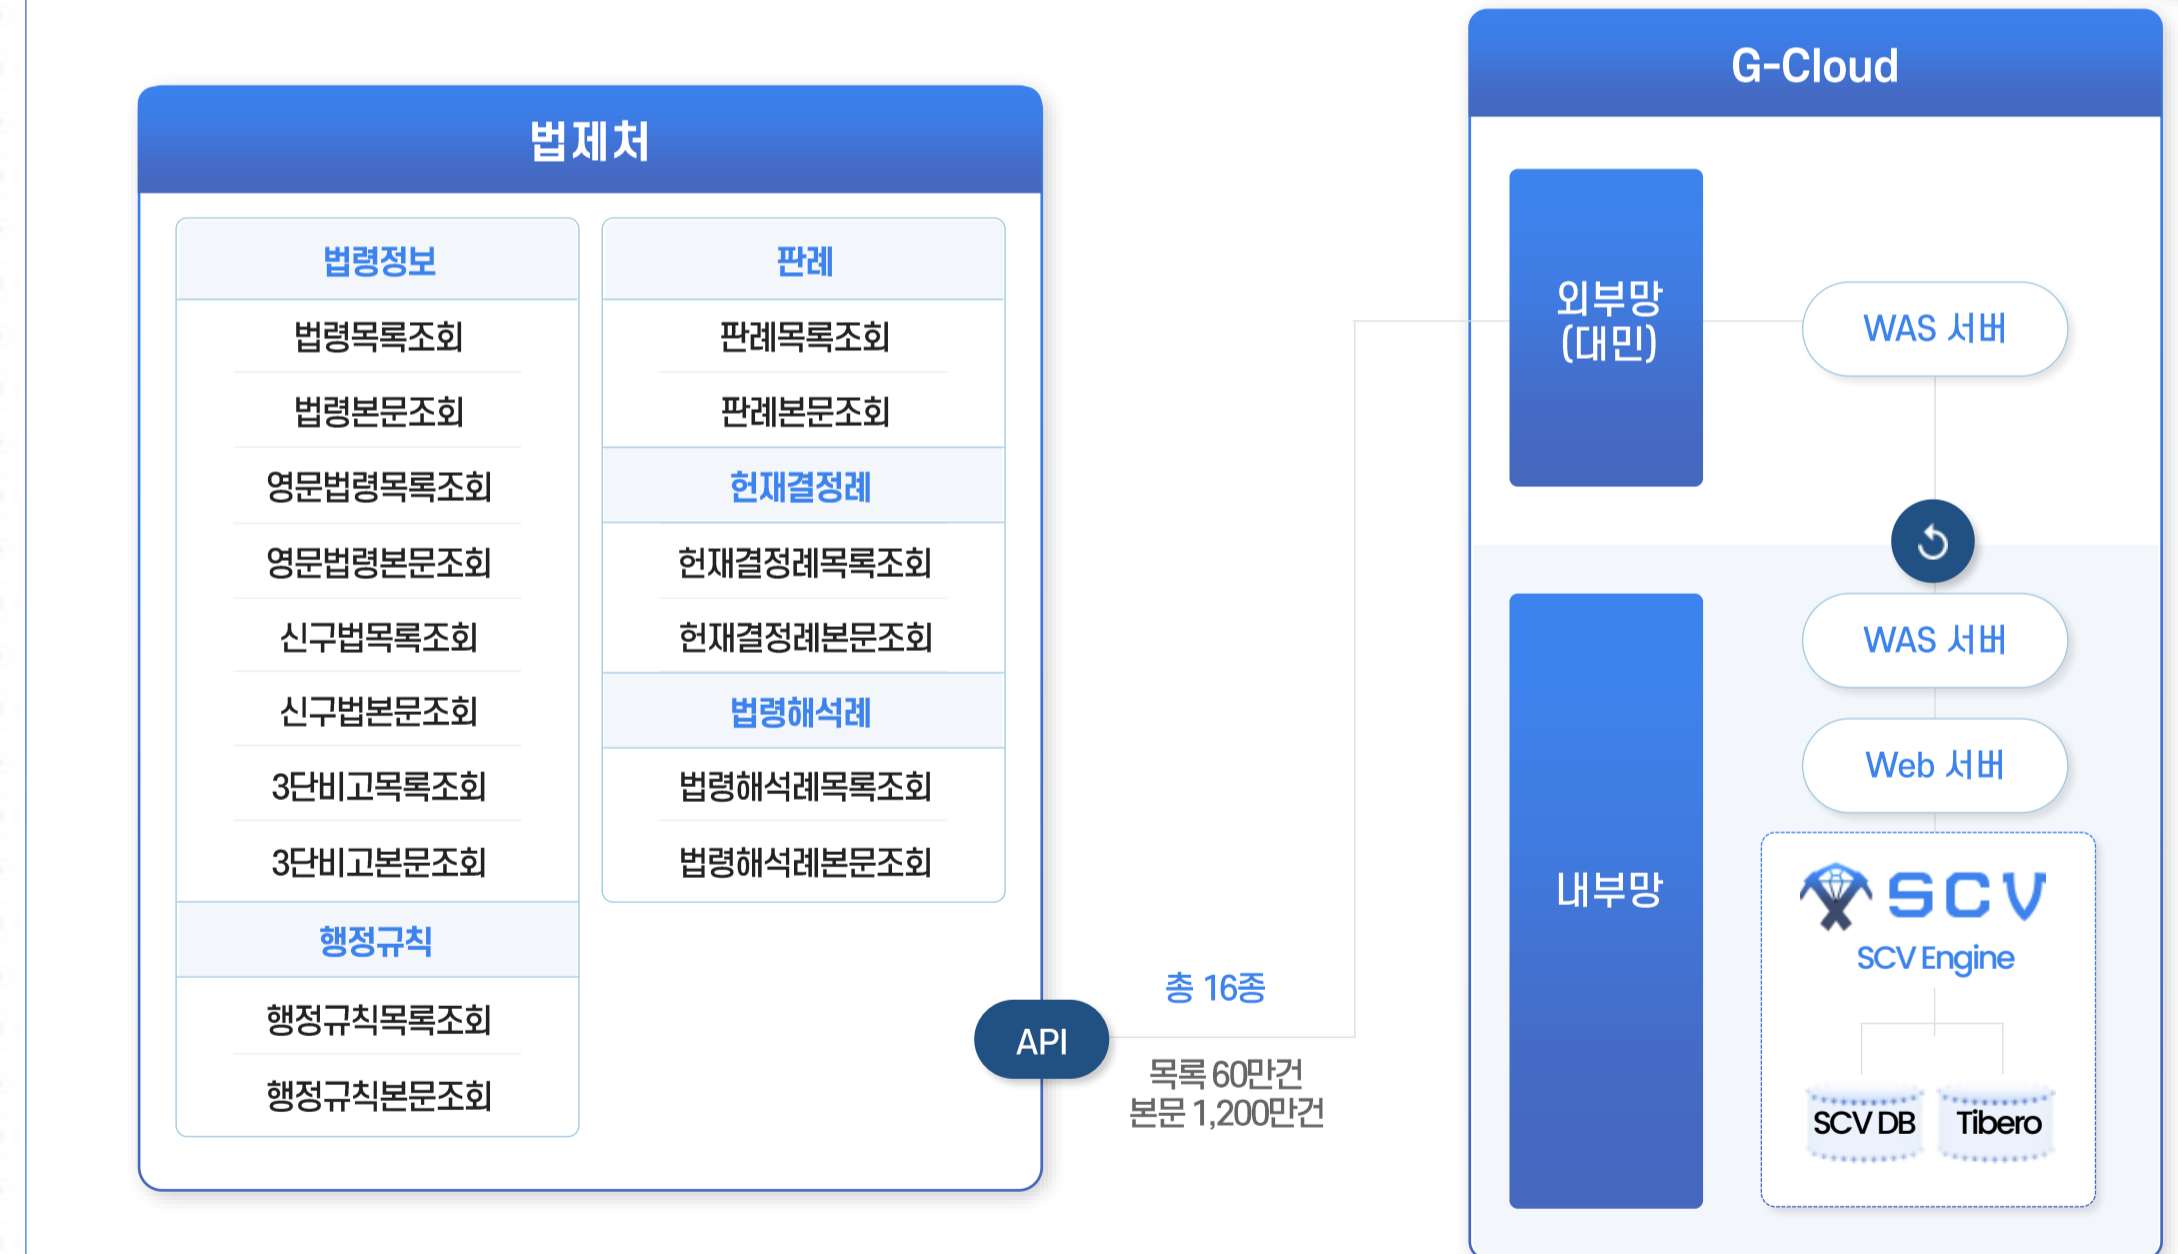 법제처
법령정보
법령목록조회
법령본문조회
영문법령목록조회
영문법령본문조회
신구법목록조회
신구법본문조회
3단비고목록조회
3단비고본문조회
행정규칙
행정규칙목록조회
행정규칙본문조회
판례
판례목록조회
판례본문조회
헌재결정례
헌재결정례목록조회
헌재결정례본문조회
법령해석례
법령해석례목록조회
법령해석례본문조회
API
총 16종
목록 60만건
본문 1,200만건
G-Cloud
외부망
(대민)
WAS 서버
내부망
WAS 서버
Web 서버
SCV
SCV Engine
SCV DB
Tibero